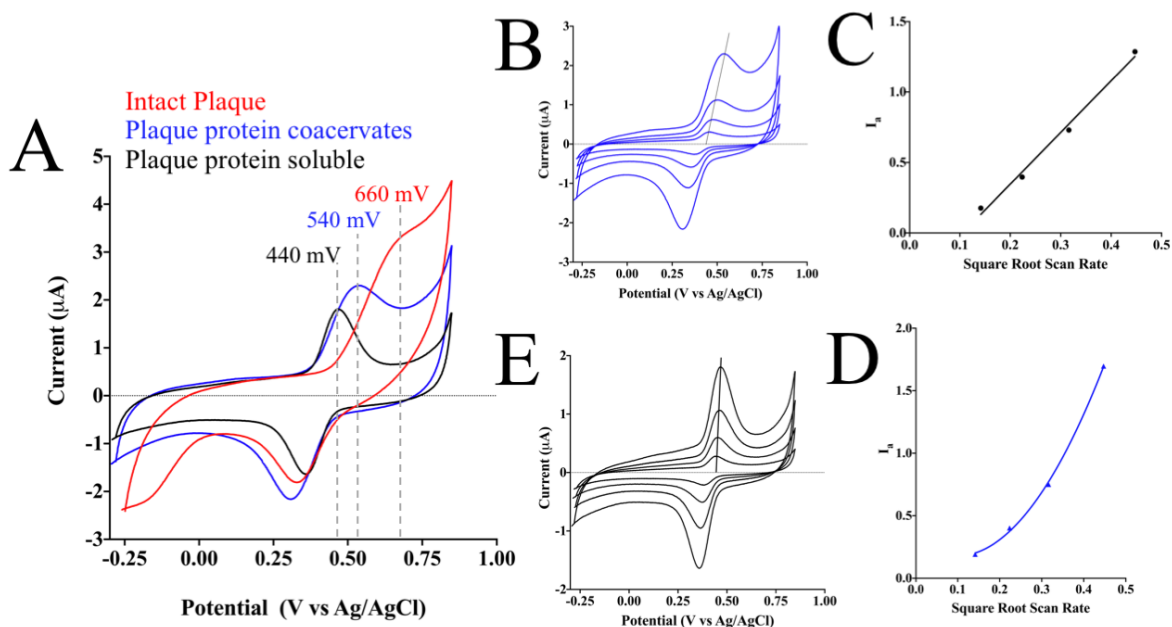 A
Intact Plaque
Plaque protein coacervates
Plaque protein soluble
660 mV
540 mV
440 mV
5
4
3
2
1
0
-1
-2
-3
Current (μA)
-0.25 0.00 0.25 0.50 0.75 1.00
Potential (V vs Ag/AgCl)
B
3
2
1
0
-1
-2
-3
Current (μA)
-0.25 0.00 0.25 0.50 0.75 1.00
Potential (V vs Ag/AgCl)
C
1.5
1.0
0.5
0.0
Ia
0.0 0.1 0.2 0.3 0.4 0.5
Square Root Scan Rate
E
2
1
0
-1
-2
Current (μA)
-0.25 0.00 0.25 0.50 0.75 1.00
Potential (V vs Ag/AgCl)
D
2.0
1.5
1.0
0.5
0.0
Ia
0.0 0.1 0.2 0.3 0.4 0.5
Square Root Scan Rate